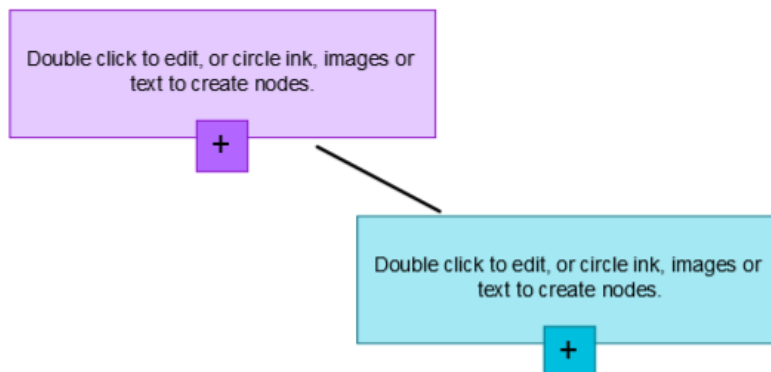 Double click to edit, or circle ink, images or
text to create nodes.
+
Double click to edit, or circle ink, images or
text to create nodes.
+